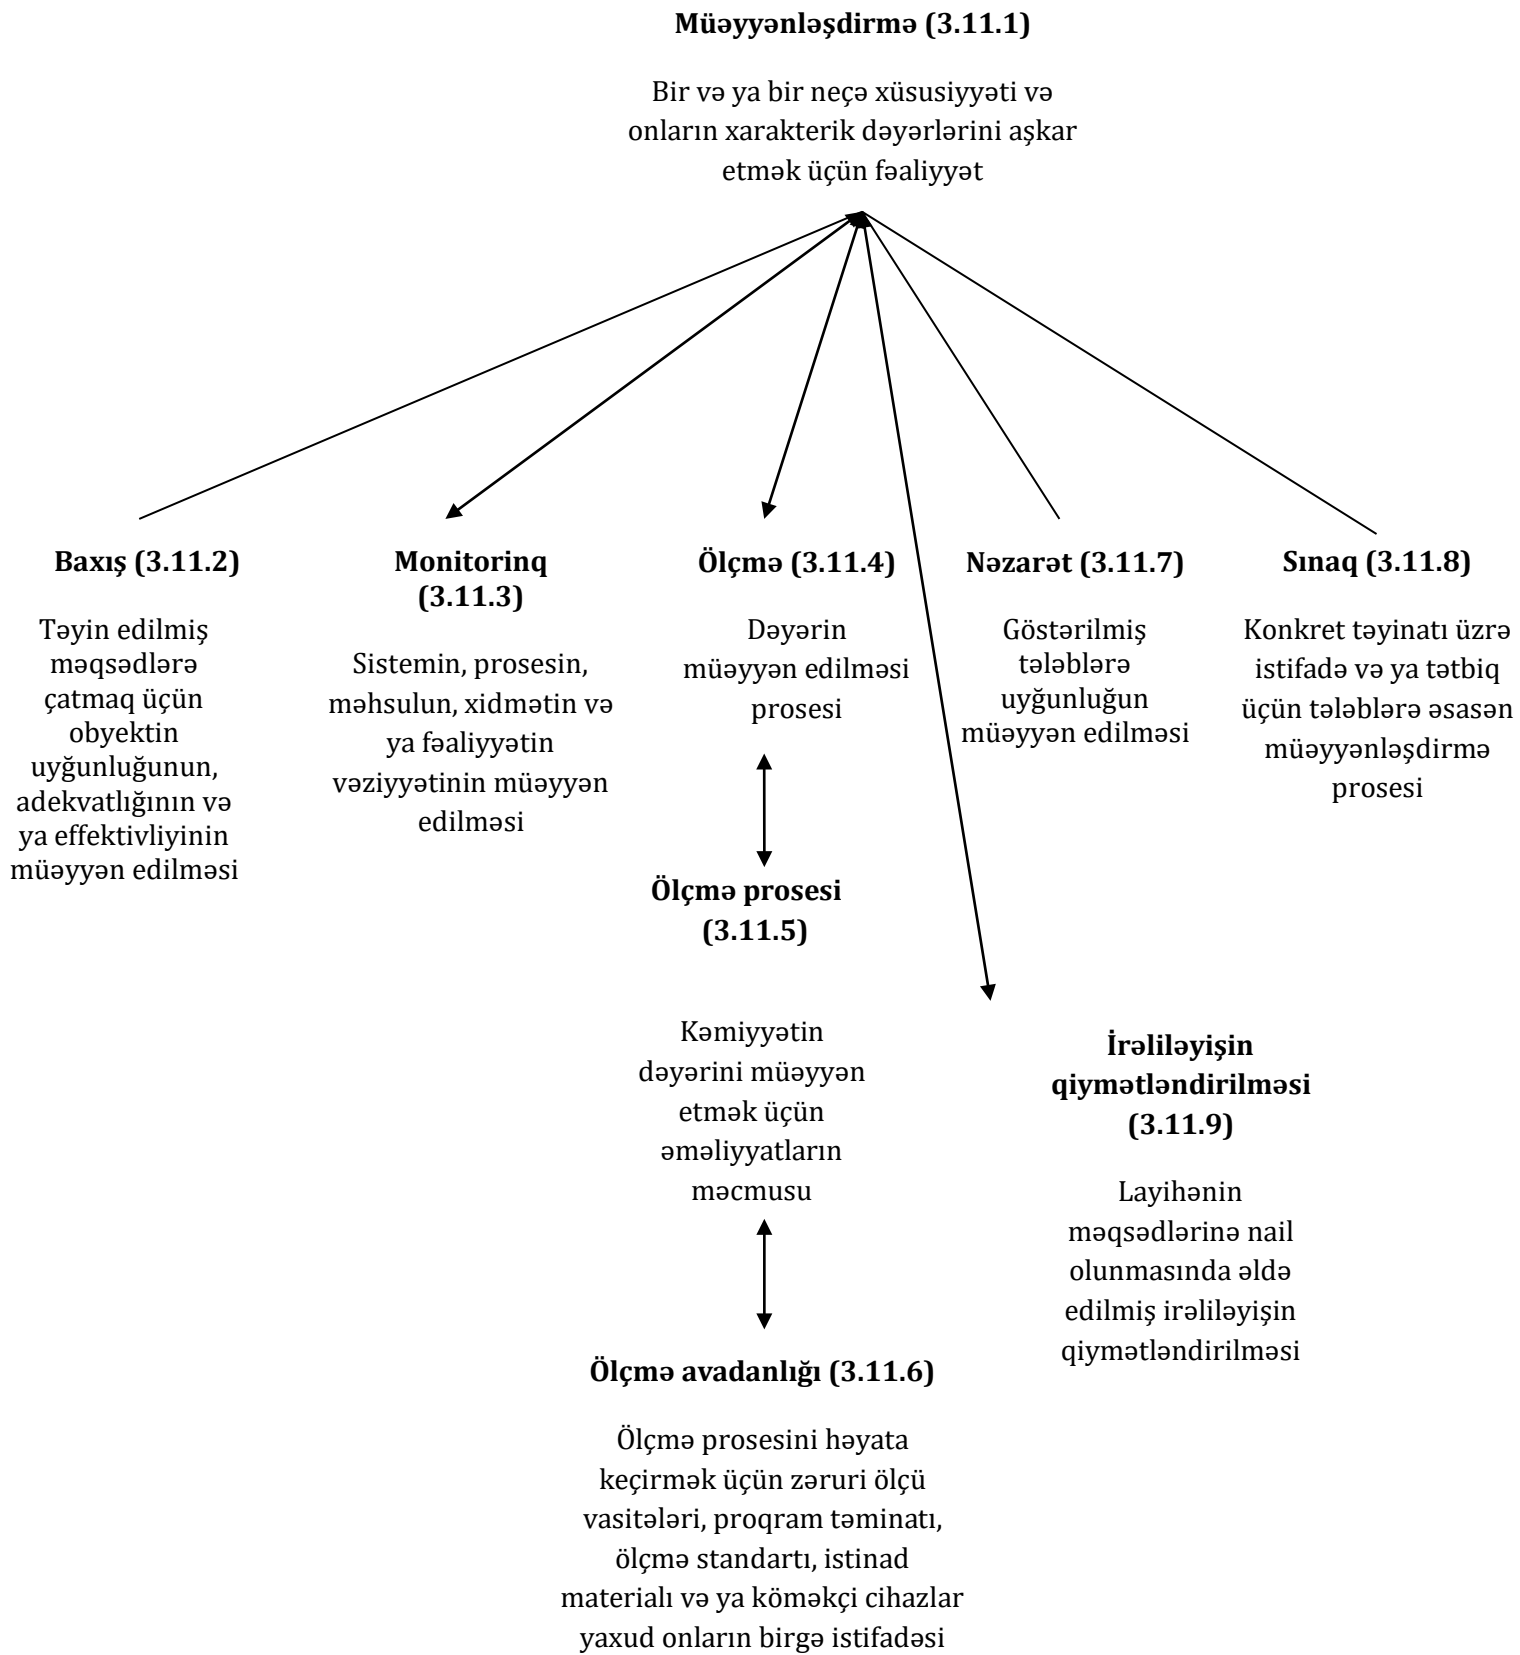 Müəyyənləşdirmə (3.11.1)
Bir və ya bir neçə xüsusiyyəti və
onların xarakterik dəyərlərini aşkar
etmək üçün fəaliyyət
Baxış (3.11.2)
Təyin edilmiş
məqsədlərə
çatmaq üçün
obyektin
uyğunluğunun,
adekvatlığının və
ya effektivliyinin
müəyyən edilməsi
Monitorinq
(3.11.3)
Sistemin, prosesin,
məhsulun, xidmətin və
ya fəaliyyətin
vəziyyətinin müəyyən
edilməsi
Ölçmə (3.11.4)
Dəyərin
müəyyən edilməsi
prosesi
Nəzarət (3.11.7)
Göstərilmiş
tələblərə
uyğunluğun
müəyyən edilməsi
Sınaq (3.11.8)
Konkret təyinatı üzrə
istifadə və ya tətbiq
üçün tələblərə əsasən
müəyyənləşdirmə
prosesi
Ölçmə prosesi
(3.11.5)
Kəmiyyətin
dəyərini müəyyən
etmək üçün
əməliyyatların
məcmusu
İrəliləyişin
qiymətləndirilməsi
(3.11.9)
Layihənin
məqsədlərinə nail
olunmasında əldə
edilmiş irəliləyişin
qiymətləndirilməsi
Ölçmə avadanlığı (3.11.6)
Ölçmə prosesini həyata
keçirmək üçün zəruri ölçü
vasitələri, proqram təminatı,
ölçmə standartı, istinad
materialı və ya köməkçi cihazlar
yaxud onların birgə istifadəsi